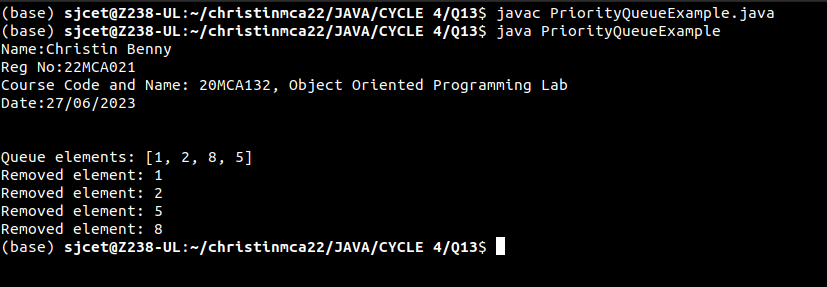 (base) sjcet@Z238-UL:~/christinmca22/JAVA/CYCLE 4/Q13$ javac PriorityQueueExample.java
(base) sjcet@Z238-UL:~/christinmca22/JAVA/CYCLE 4/Q13$ java PriorityQueueExample
Name:Christin Benny
Reg No:22MCA021
Course Code and Name: 20MCA132, Object Oriented Programming Lab
Date:27/06/2023
Queue elements: [1, 2, 8, 5]
Removed element: 1
Removed element: 2
Removed element: 5
Removed element: 8
(base) sjcet@Z238-UL:~/christinmca22/JAVA/CYCLE 4/Q13$